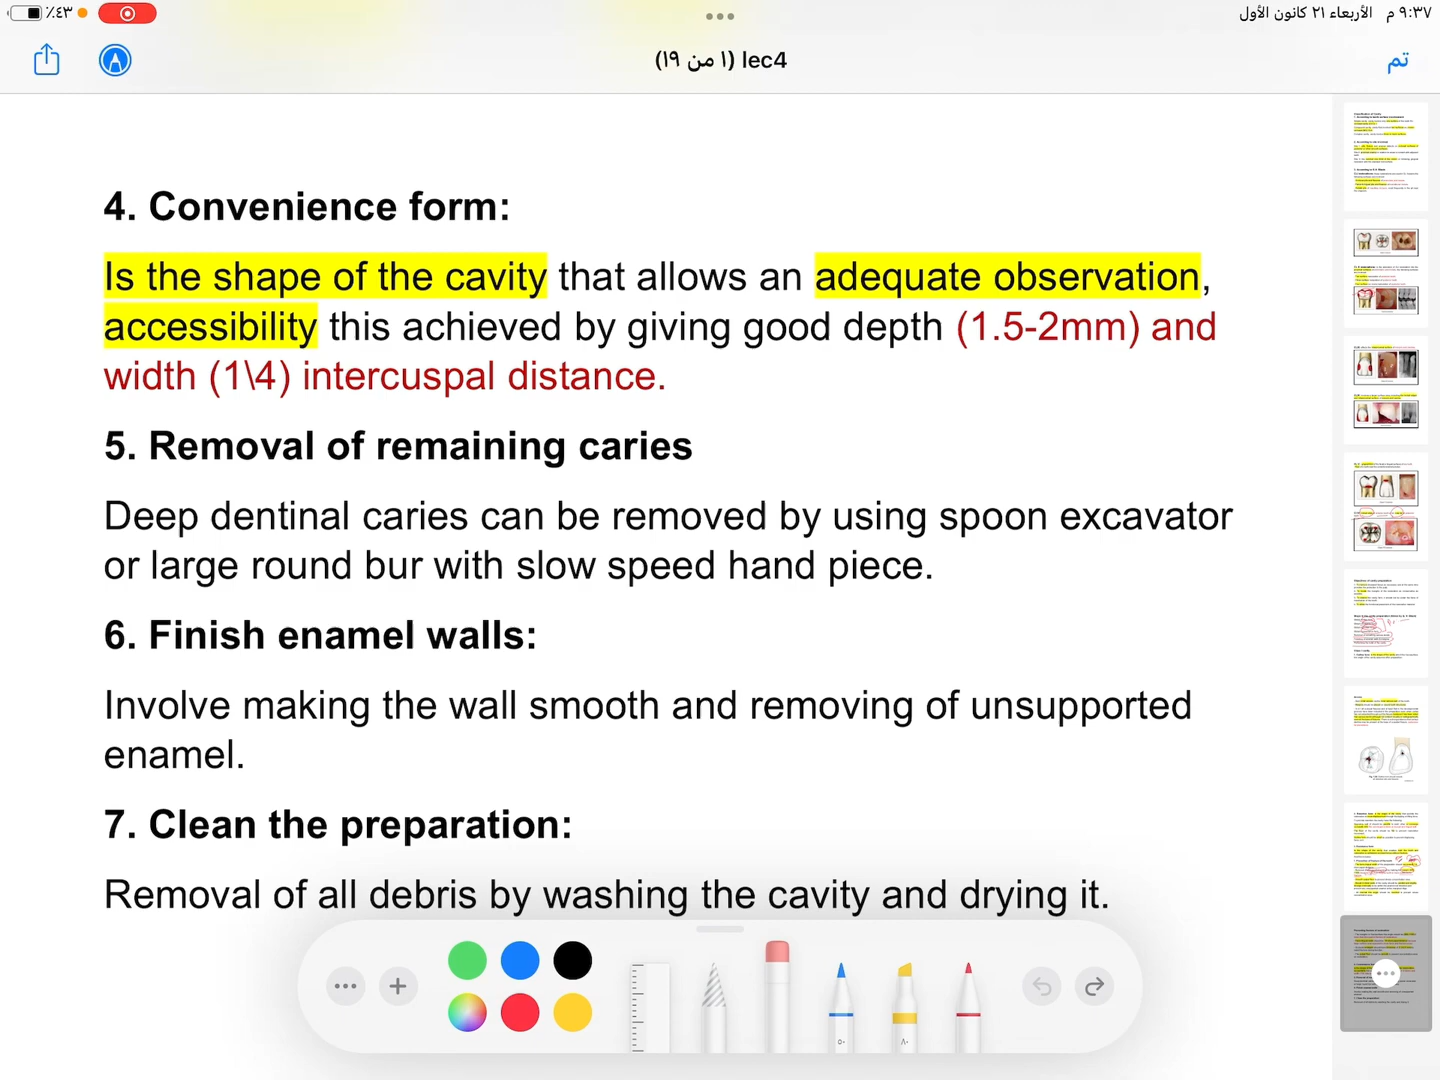 ٪٤٣
٩:٣٧ م الأربعاء ٢١ كانون الأول
lec4 (١ من ١٩)
تم
4. Convenience form:
Is the shape of the cavity that allows an adequate observation,
accessibility this achieved by giving good depth (1.5-2mm) and
width (1\4) intercuspal distance.
5. Removal of remaining caries
Deep dentinal caries can be removed by using spoon excavator
or large round bur with slow speed hand piece.
6. Finish enamel walls:
Involve making the wall smooth and removing of unsupported
enamel.
7. Clean the preparation:
Removal of all debris by washing the cavity and drying it.
٥٠
٨٠